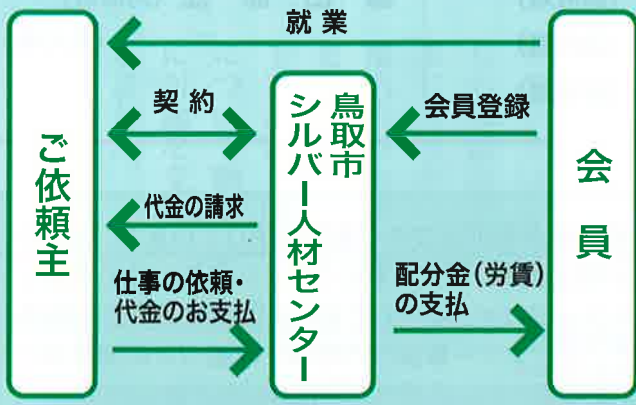 就業
契約
会員登録
ご依頼主
鳥取市
シルバー人材センター
会員
代金の請求
仕事の依頼・
代金のお支払
配分金(労賃)
の支払